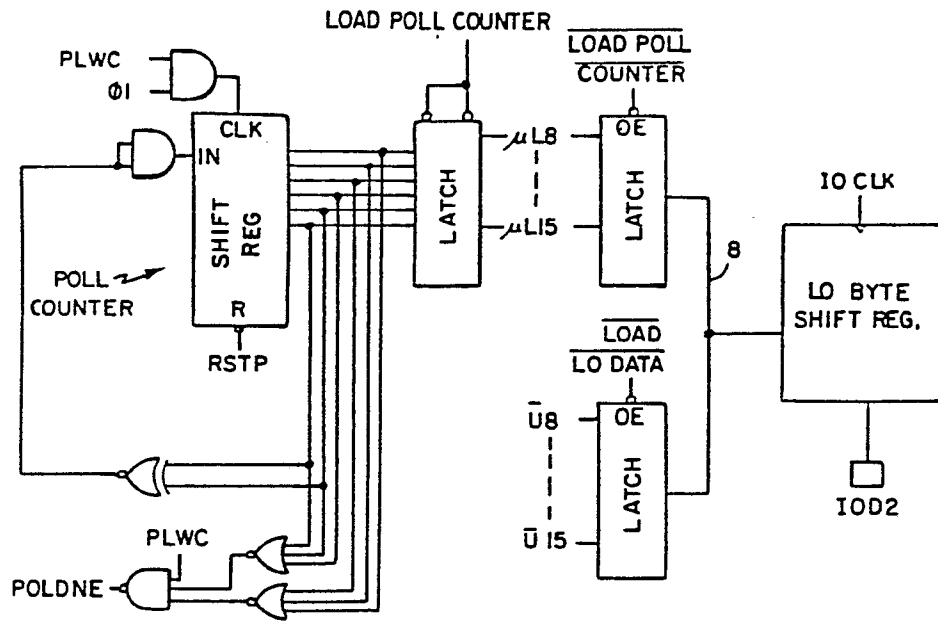 LOAD POLL COUNTER
PLWC
Ø1
LOAD POLL
COUNTER
CLK
IN
SHIFT
REG
R
RSTP
POLL
COUNTER
LATCH
µL8
µL15
OE
LATCH
8
IO CLK
LO BYTE
SHIFT REG.
IOD2
LOAD
LO DATA
Ū8
Ū15
OE
LATCH
PLWC
POLDNE